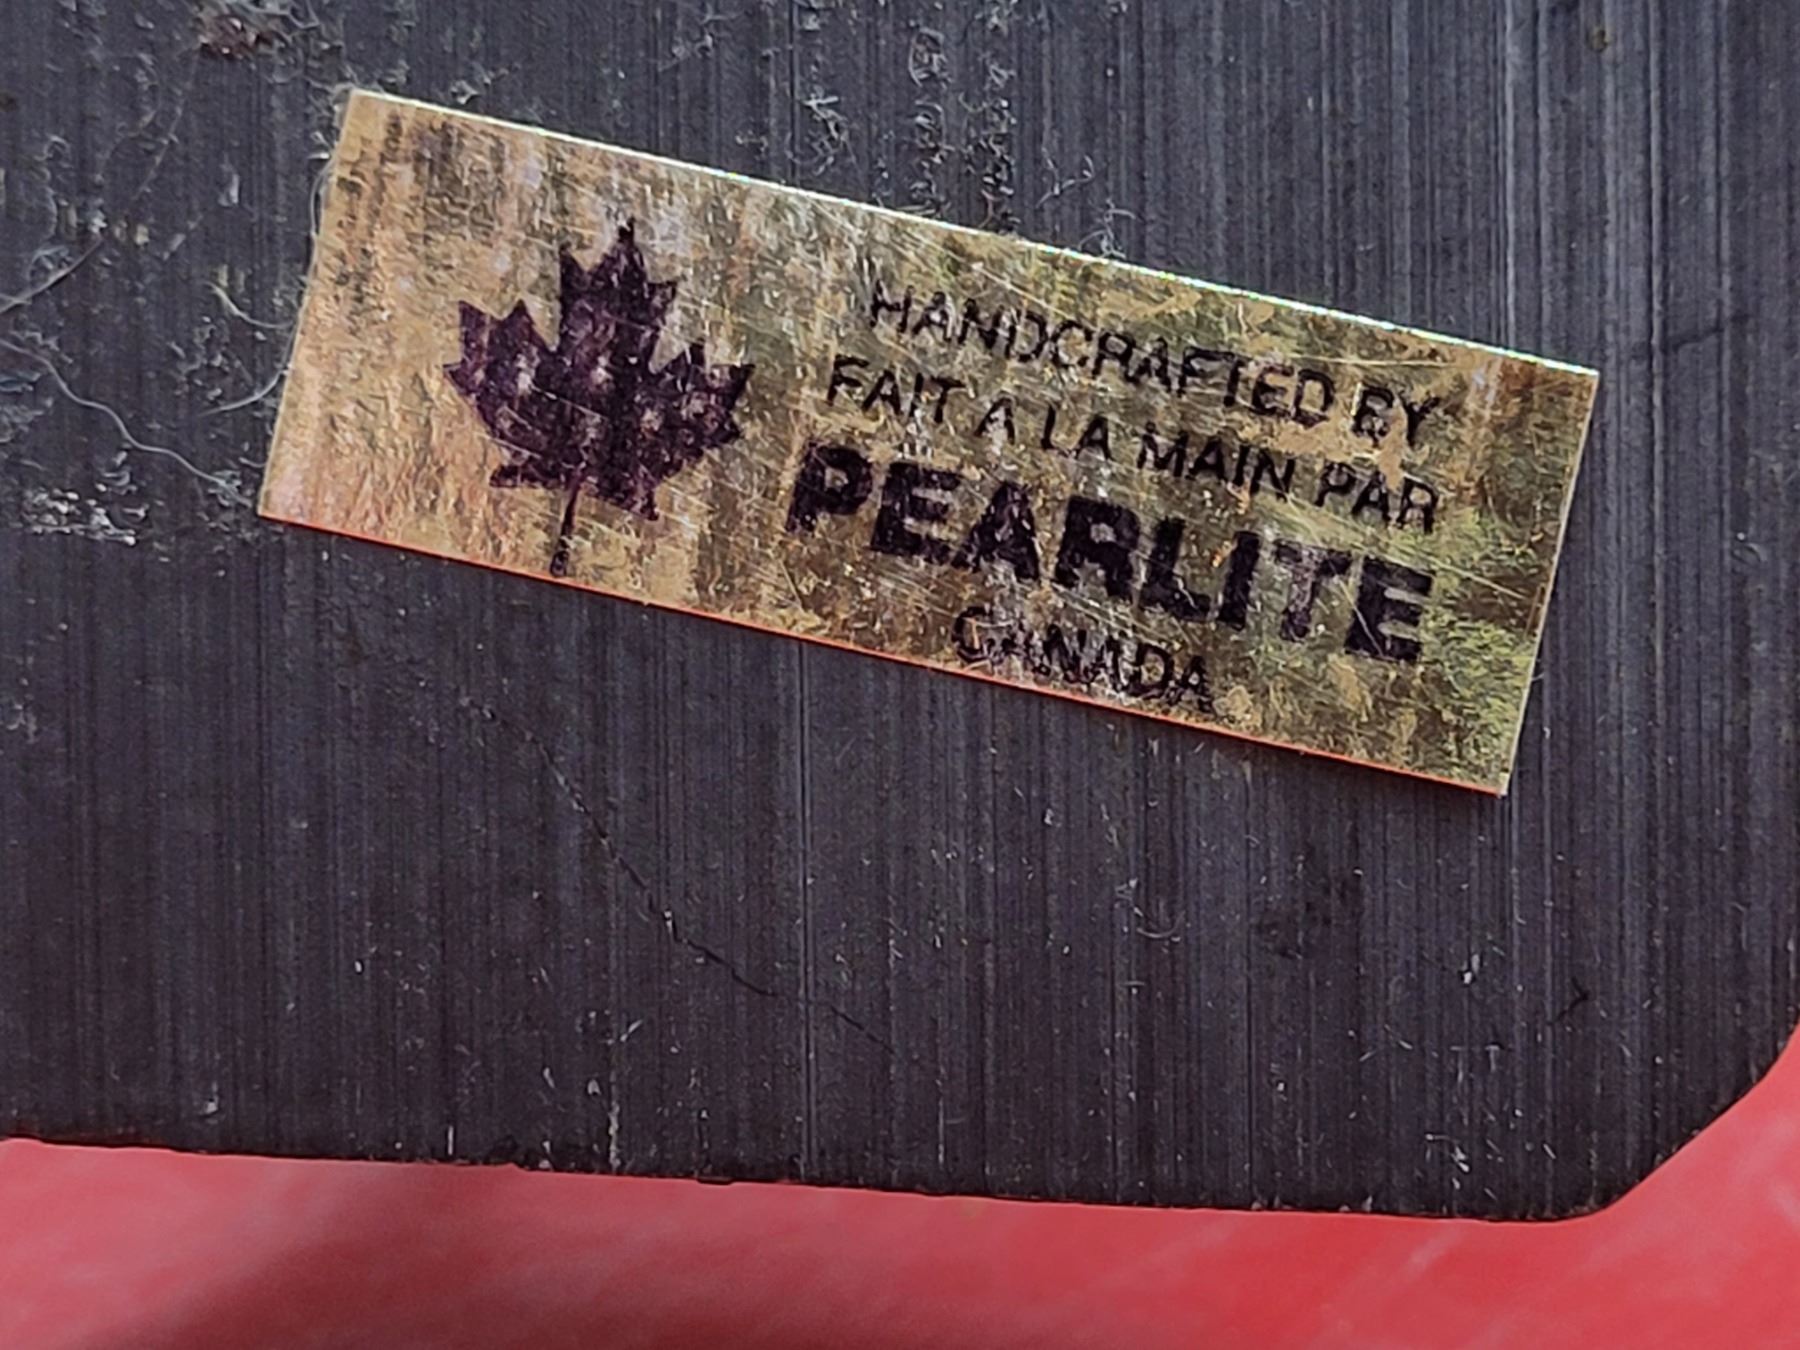 HANDCRAFTED BY
FAIT A LA MAIN PAR
PEARLITE
CANADA